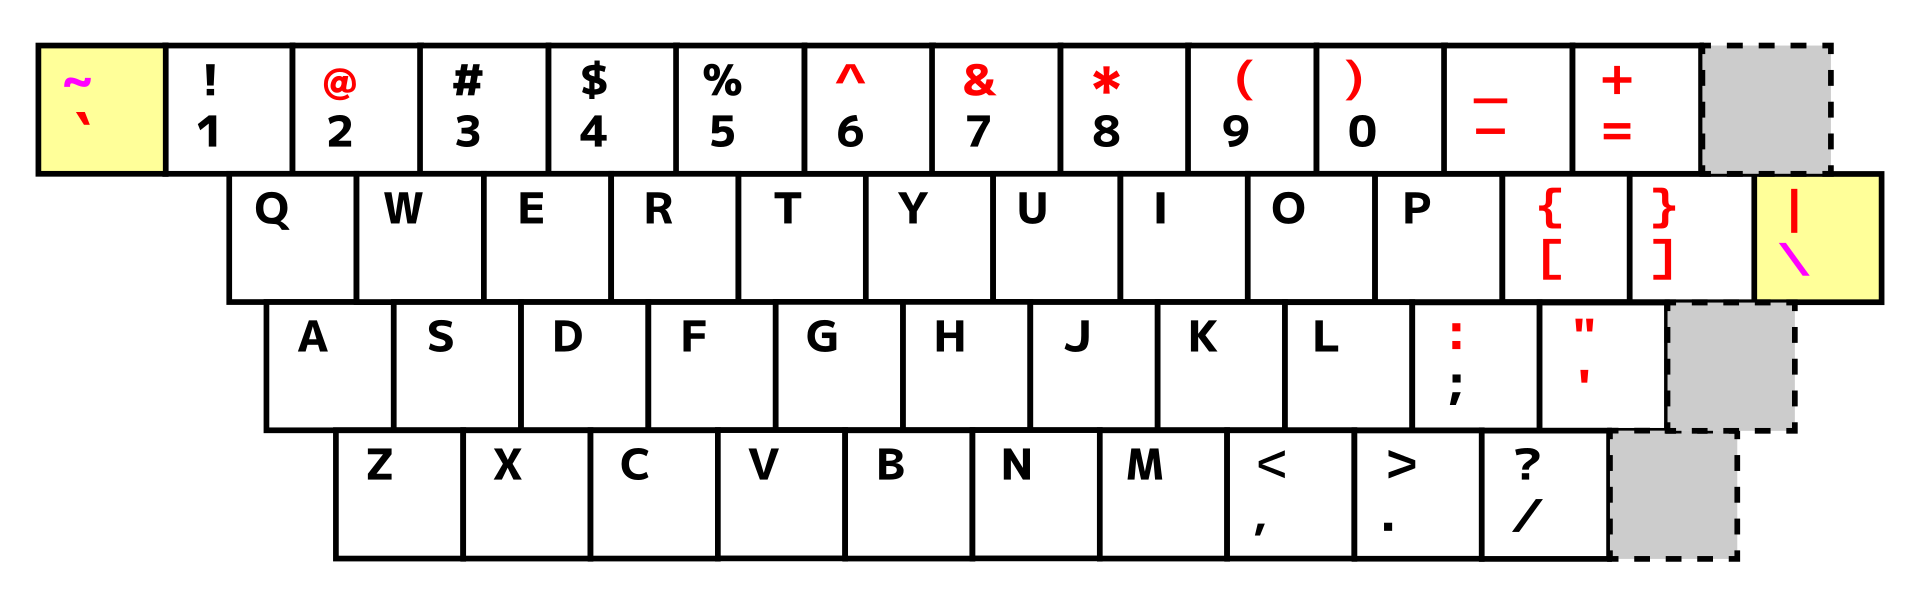 ~ ! @ # $ % ^ & * ( ) _ +
` 1 2 3 4 5 6 7 8 9 0 - =
Q W E R T Y U I O P { } |
[ ] \
A S D F G H J K L : "
; '
Z X C V B N M < > ?
, . /